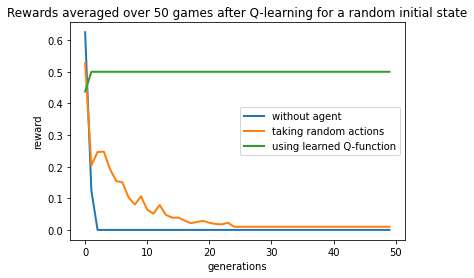 Rewards averaged over 50 games after Q-learning for a random initial state
0.6
0.5
0.4
0.3
0.2
0.1
0.0
reward
without agent
taking random actions
using learned Q-function
0 10 20 30 40 50
generations